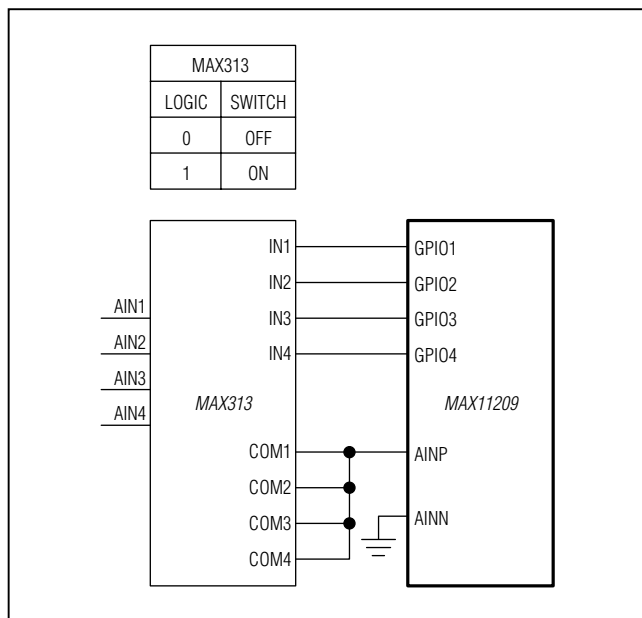 MAX313
LOGIC SWITCH
0 OFF
1 ON
IN1 GPIO1
IN2 GPIO2
AIN1 IN3 GPIO3
AIN2 IN4 GPIO4
AIN3
MAX313 MAX11209
AIN4
COM1 AINP
COM2
COM3 AINN
COM4